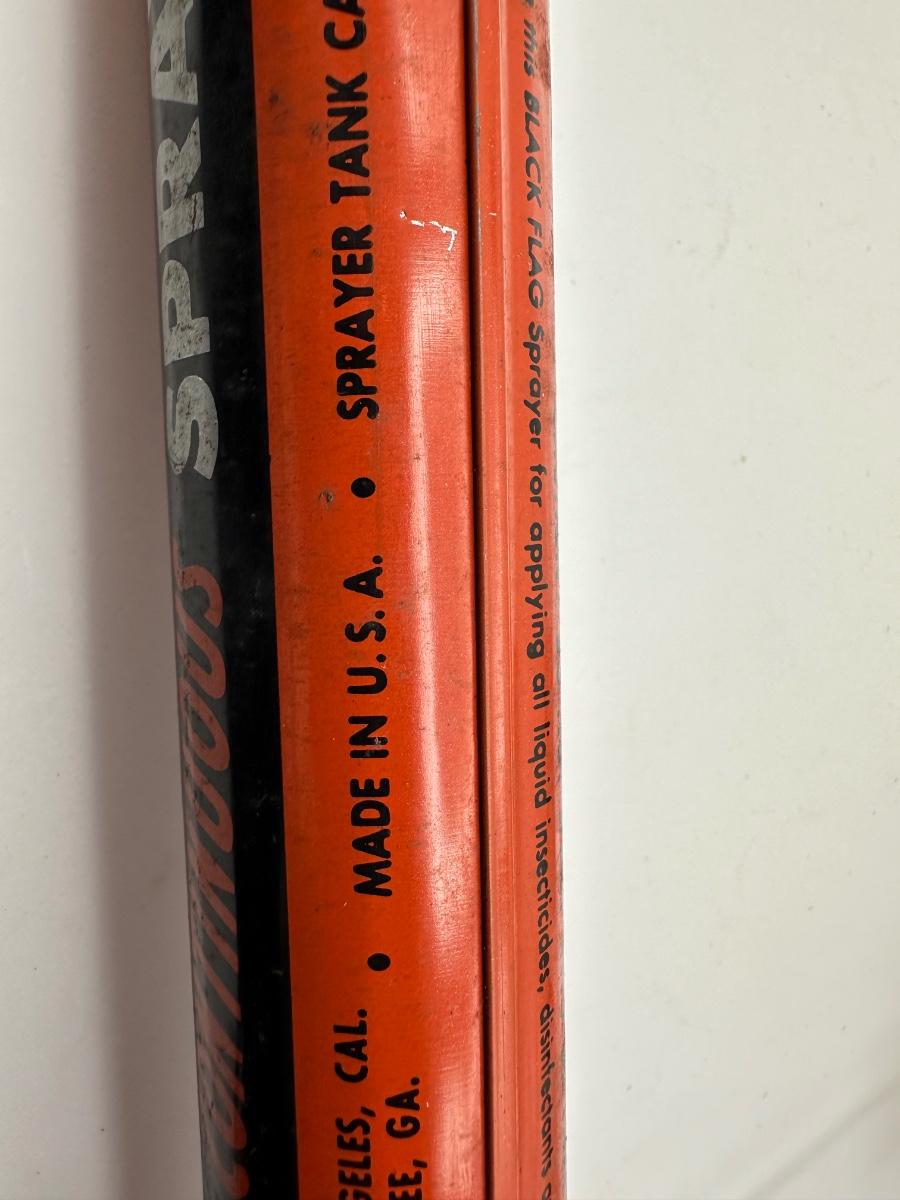 CONTINUOUS SPRA
GELES, CAL. • MADE IN U.S.A. • SPRAYER TANK CA
EE, GA.
this BLACK FLAG Sprayer for applying all liquid insecticides, disinfectants